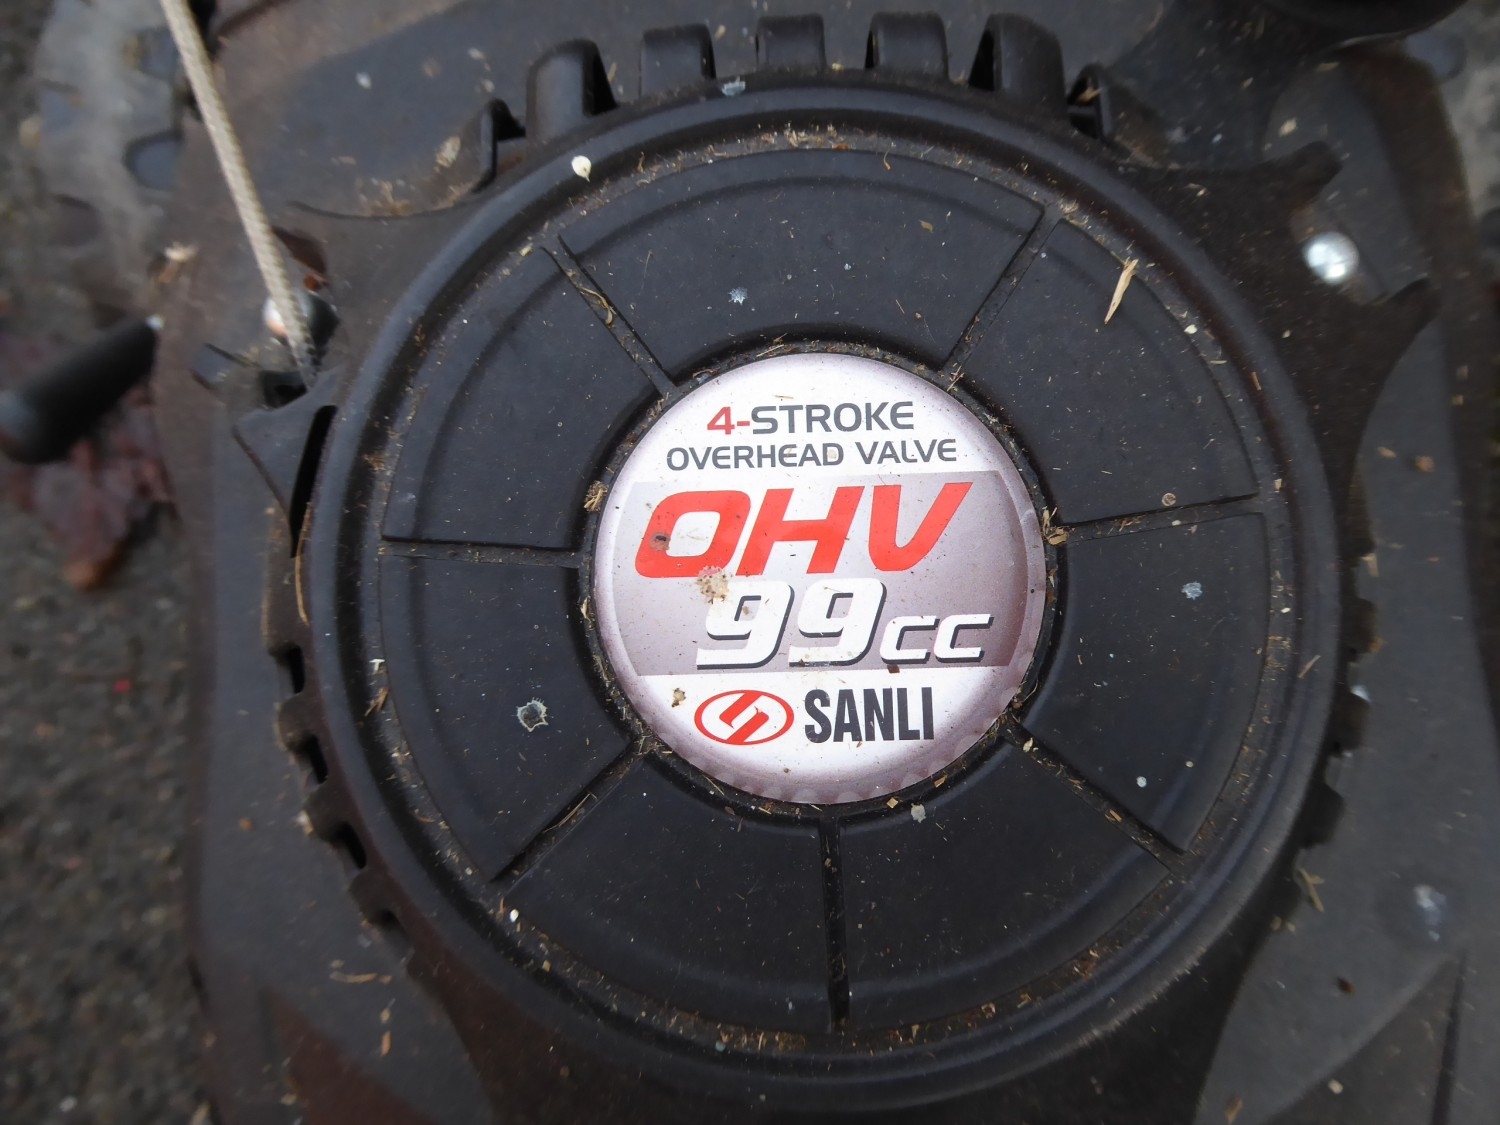 4-STROKE
OVERHEAD VALVE
OHV
99cc
SANLI